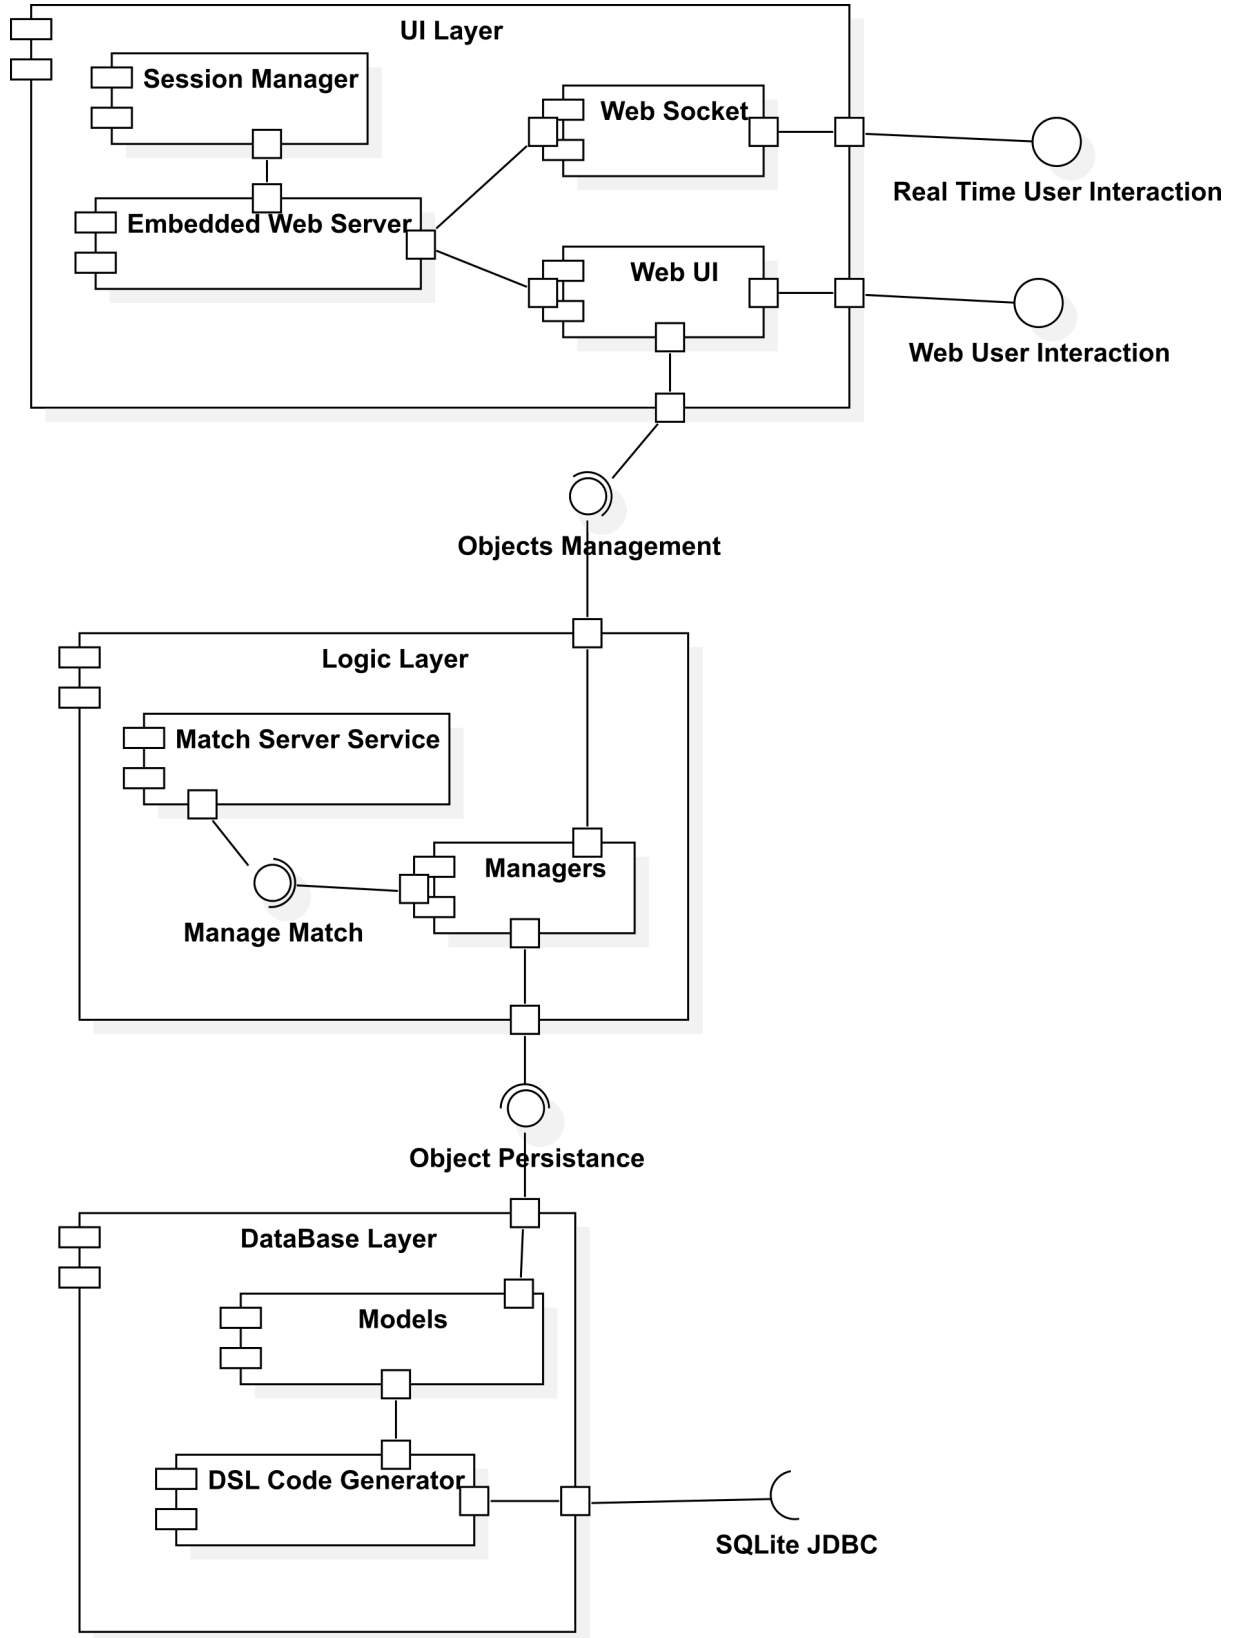 UI Layer
Session Manager
Web Socket
Real Time User Interaction
Embedded Web Server
Web UI
Web User Interaction
Objects Management
Logic Layer
Match Server Service
Managers
Manage Match
Object Persistance
DataBase Layer
Models
DSL Code Generator
SQLite JDBC